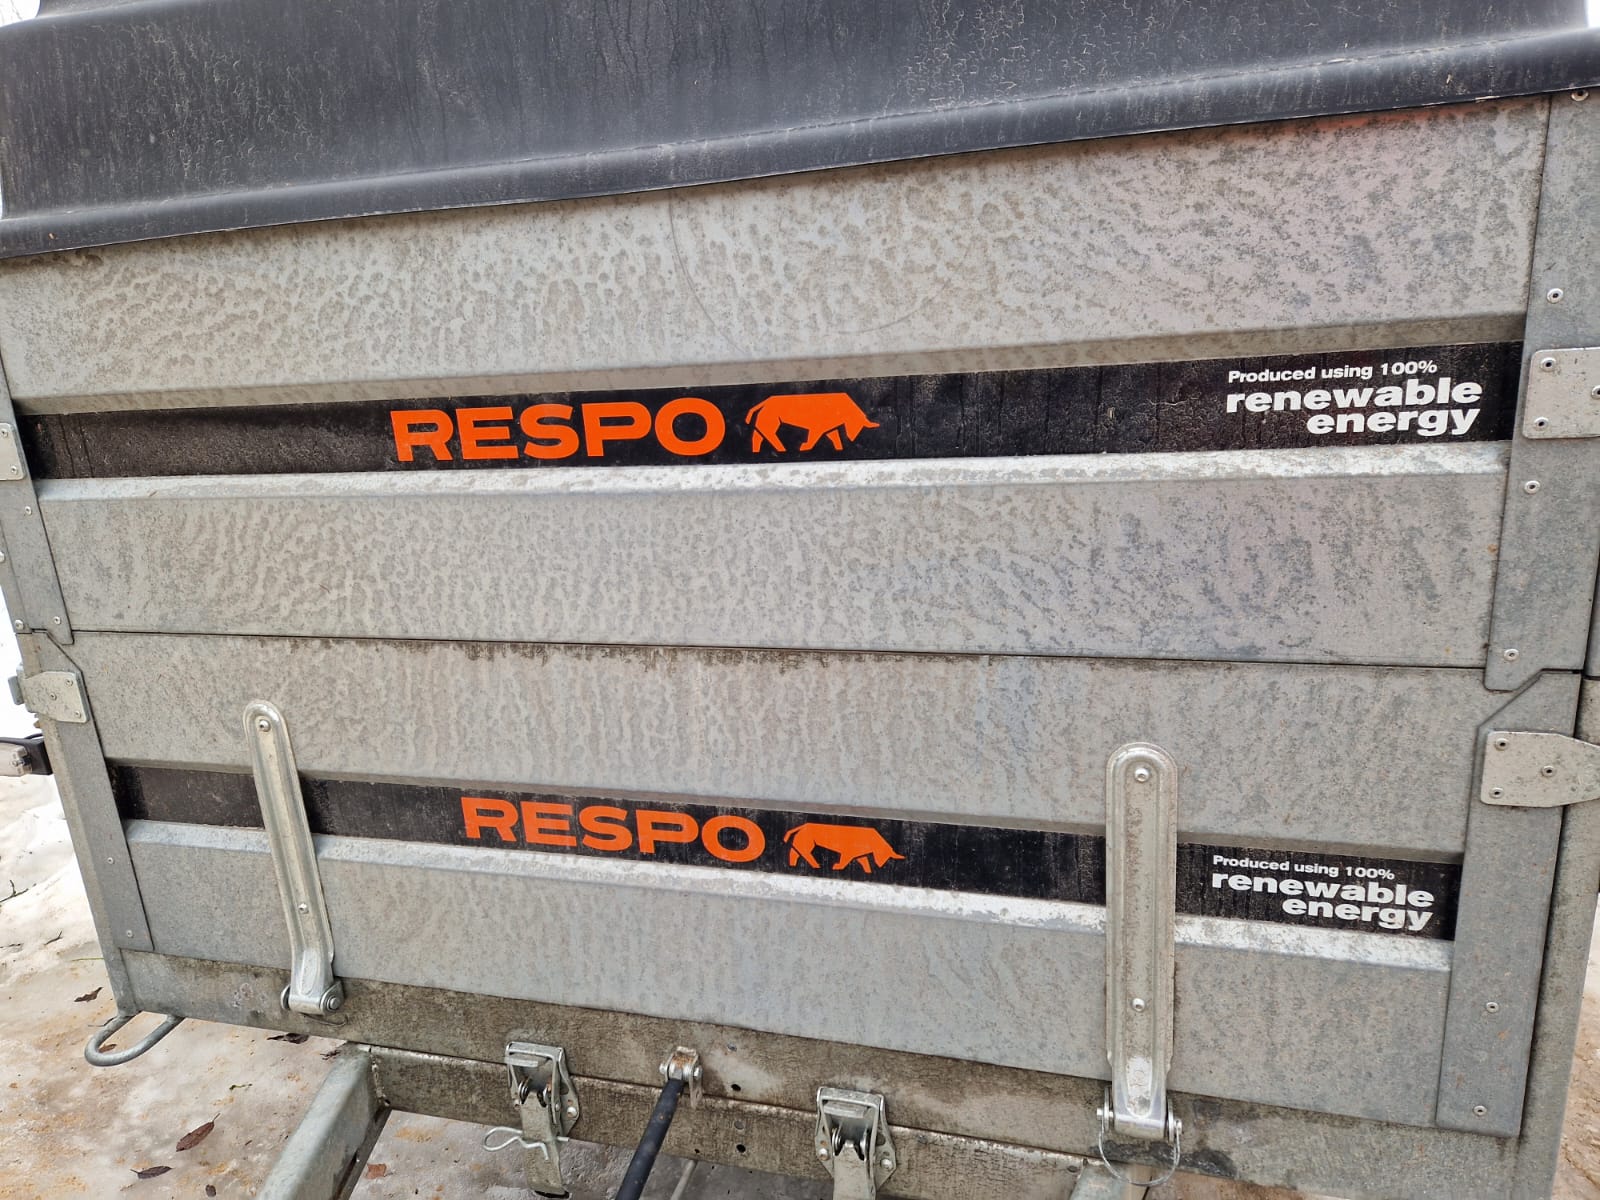 RESPO
Produced using 100%
renewable
energy
RESPO
Produced using 100%
renewable
energy